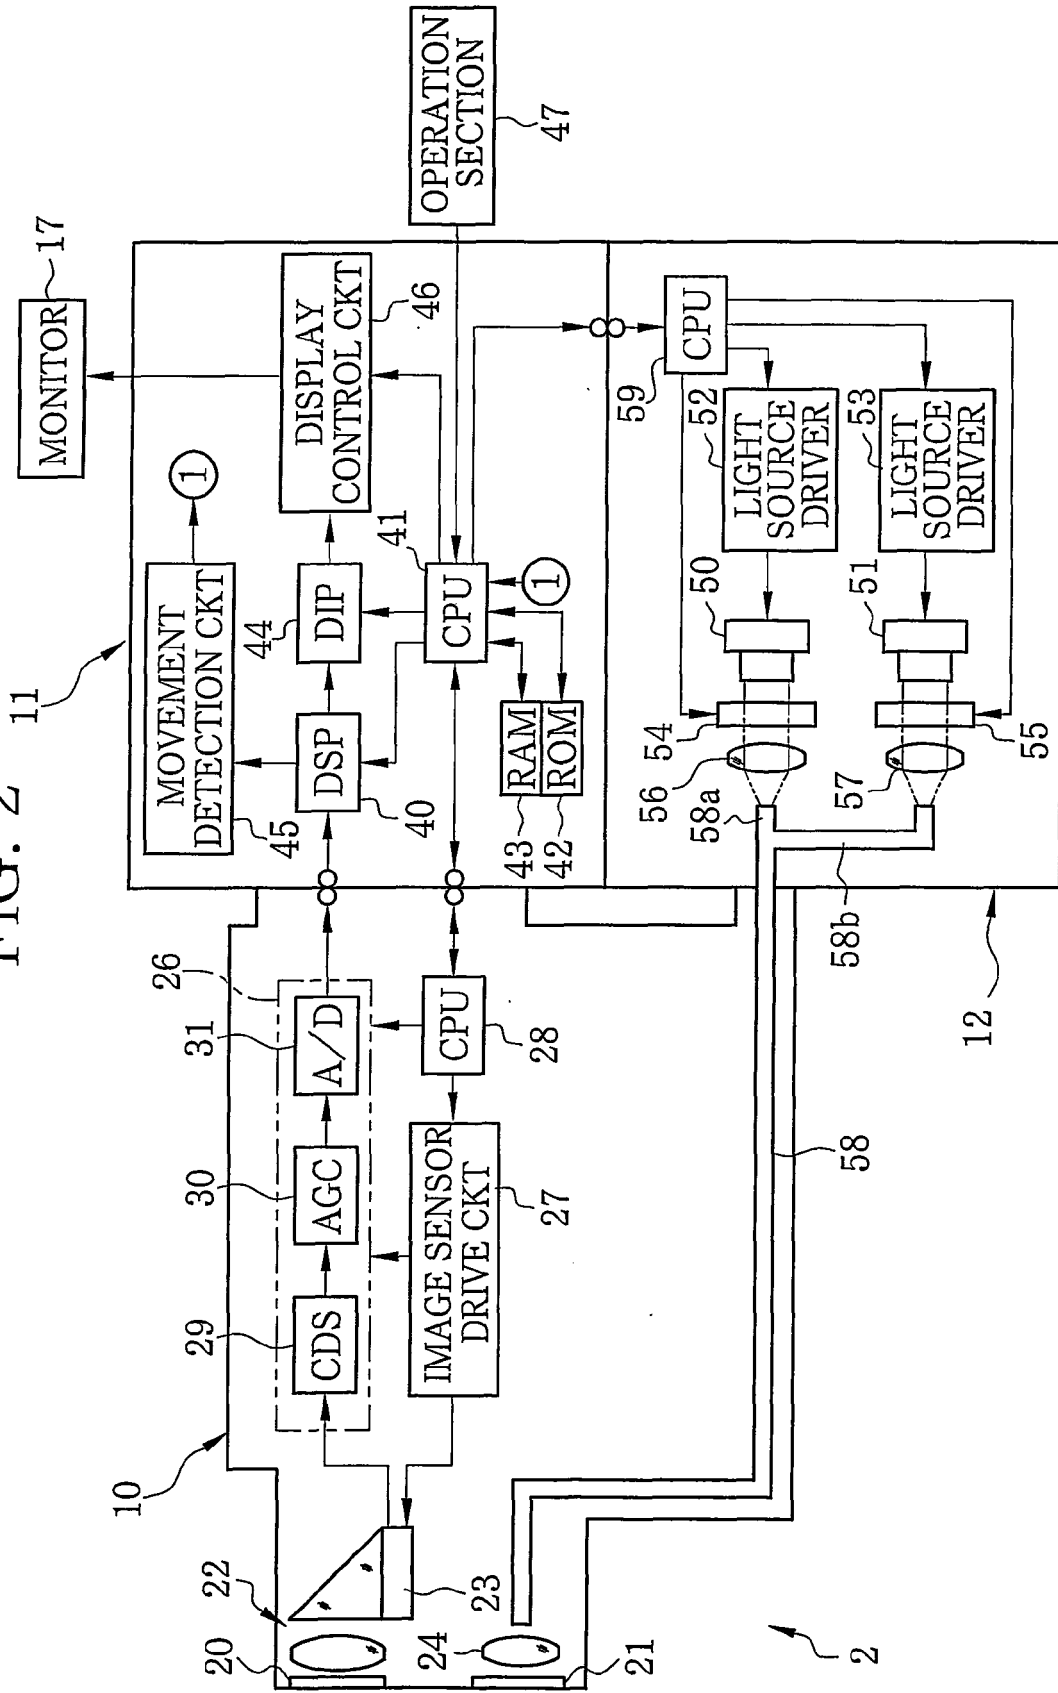 FIG. 2
11
MONITOR
17
MOVEMENT
DETECTION CKT
45
1
DISPLAY
CONTROL CKT
46
OPERATION
SECTION
47
DSP
40
DIP
44
CPU
41
1
RAM
43
ROM
42
10
26
CDS
29
AGC
30
A/D
31
CPU
28
IMAGE SENSOR
DRIVE CKT
27
22
20
23
24
21
2
CPU
59
LIGHT
SOURCE
DRIVER
52
LIGHT
SOURCE
DRIVER
53
50
51
54
55
56
57
58a
58b
58
12